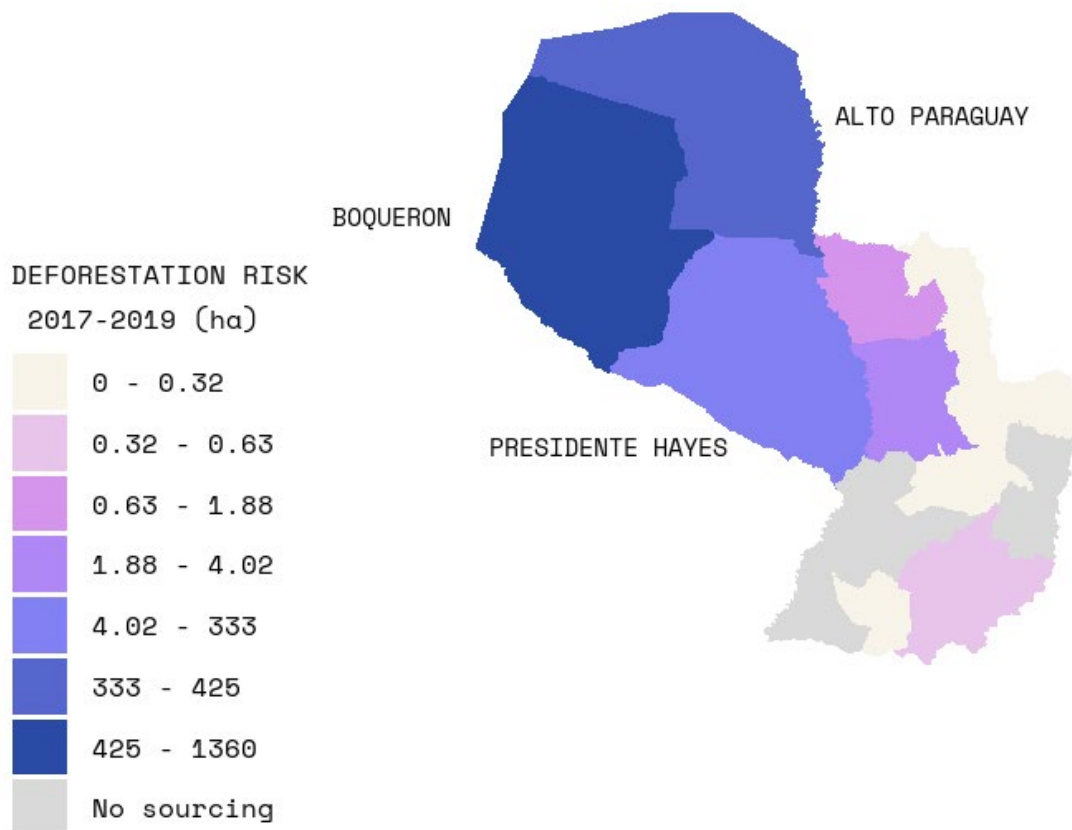 ALTO PARAGUAY
BOQUERON
PRESIDENTE HAYES
DEFORESTATION RISK
2017-2019 (ha)
0 - 0.32
0.32 - 0.63
0.63 - 1.88
1.88 - 4.02
4.02 - 333
333 - 425
425 - 1360
No sourcing